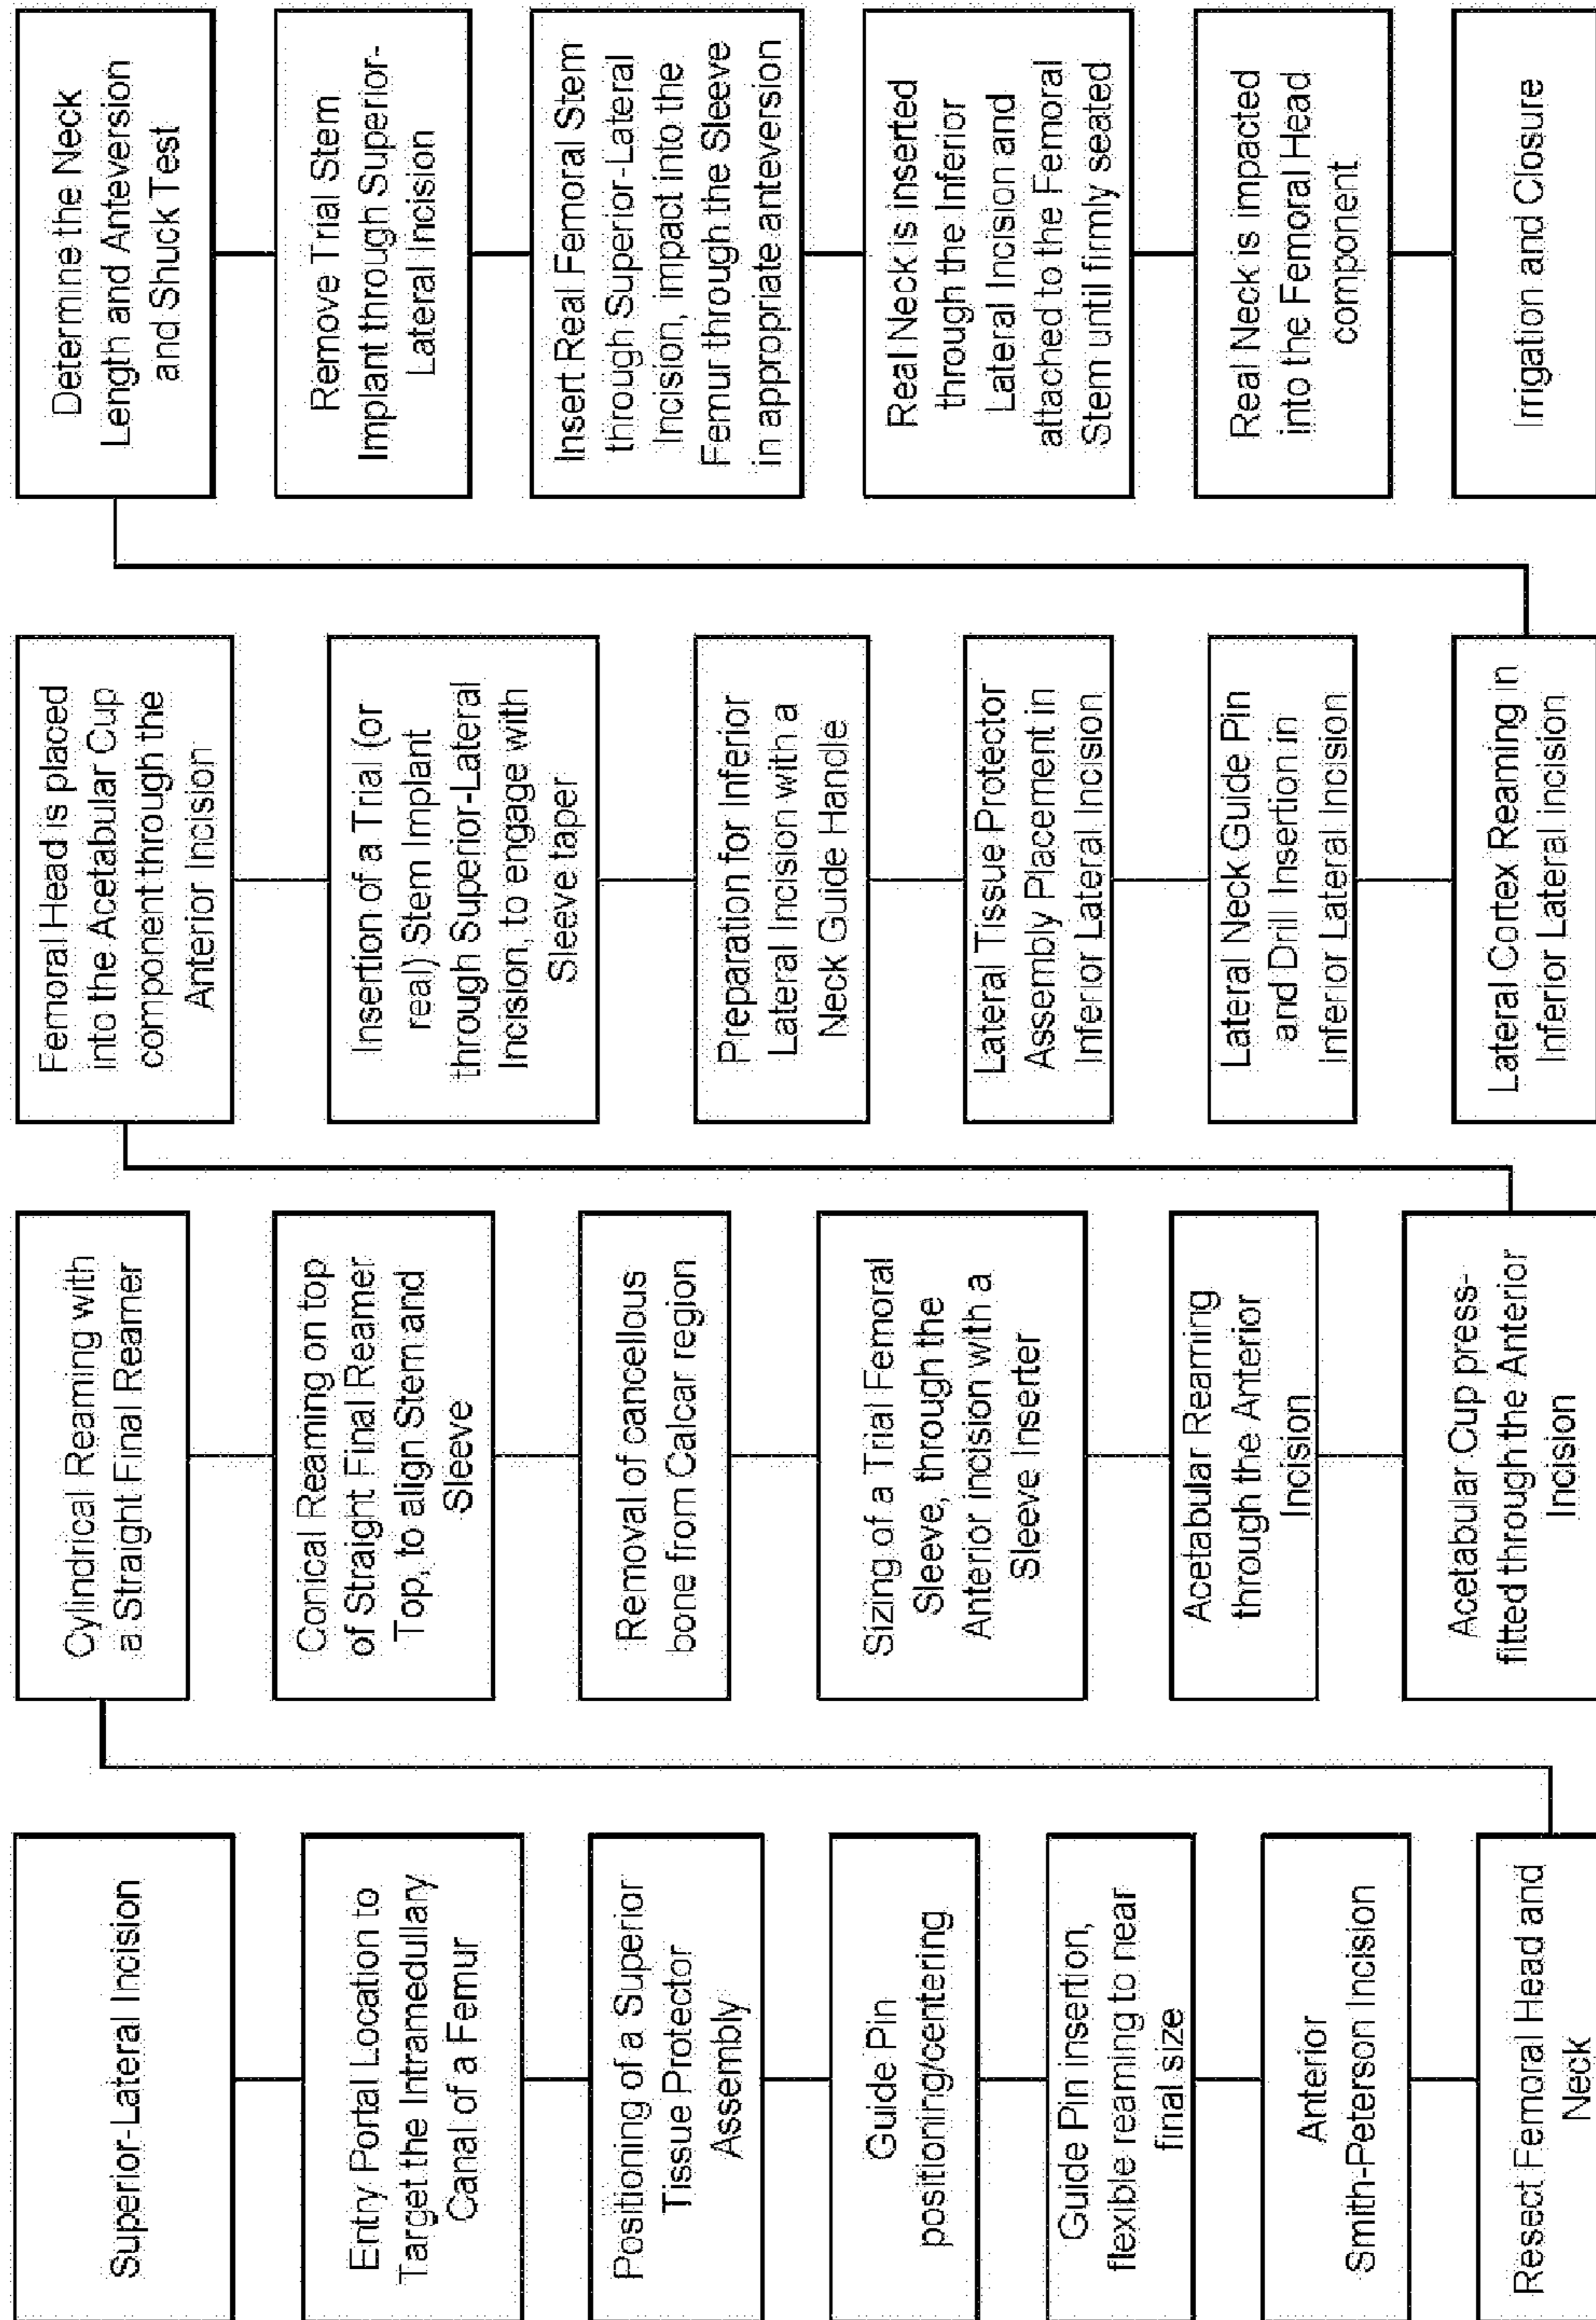 Superior-Lateral Incision
Entry Portal Location to
Target the Intramedullary
Canal of a Femur
Positioning of a Superior
Tissue Protector
Assembly
Guide Pin
positioning/centering
Guide Pin insertion,
flexible reaming to near
final size
Anterior
Smith-Peterson Incision
Resect Femoral Head and
Neck
Cylindrical Reaming with
a Straight Final Reamer
Conical Reaming on top
of Straight Final Reamer
Top, to align Stem and
Sleeve
Removal of cancellous
bone from Calcar region
Sizing of a Trial Femoral
Sleeve, through the
Anterior incision with a
Sleeve Inserter
Acetabular Reaming
through the Anterior
Incision
Acetabular Cup press-
fitted through the Anterior
Incision
Femoral Head is placed
into the Acetabular Cup
component through the
Anterior Incision
Insertion of a Trial (or
real) Stem Implant
through Superior-Lateral
Incision, to engage with
Sleeve taper
Preparation for Inferior
Lateral Incision with a
Neck Guide Handle
Lateral Tissue Protector
Assembly Placement in
Inferior Lateral Incision
Lateral Neck Guide Pin
and Drill Insertion in
Inferior Lateral Incision
Lateral Cortex Reaming in
Inferior Lateral incision
Determine the Neck
Length and Anteversion
and Shuck Test
Remove Trial Stem
Implant through Superior-
Lateral Incision
Insert Real Femoral Stem
through Superior-Lateral
Incision, impact into the
Femur through the Sleeve
in appropriate anteversion
Real Neck is inserted
through the Inferior
Lateral Incision and
attached to the Femoral
Stem until firmly seated
Real Neck is impacted
into the Femoral Head
component
Irrigation and Closure